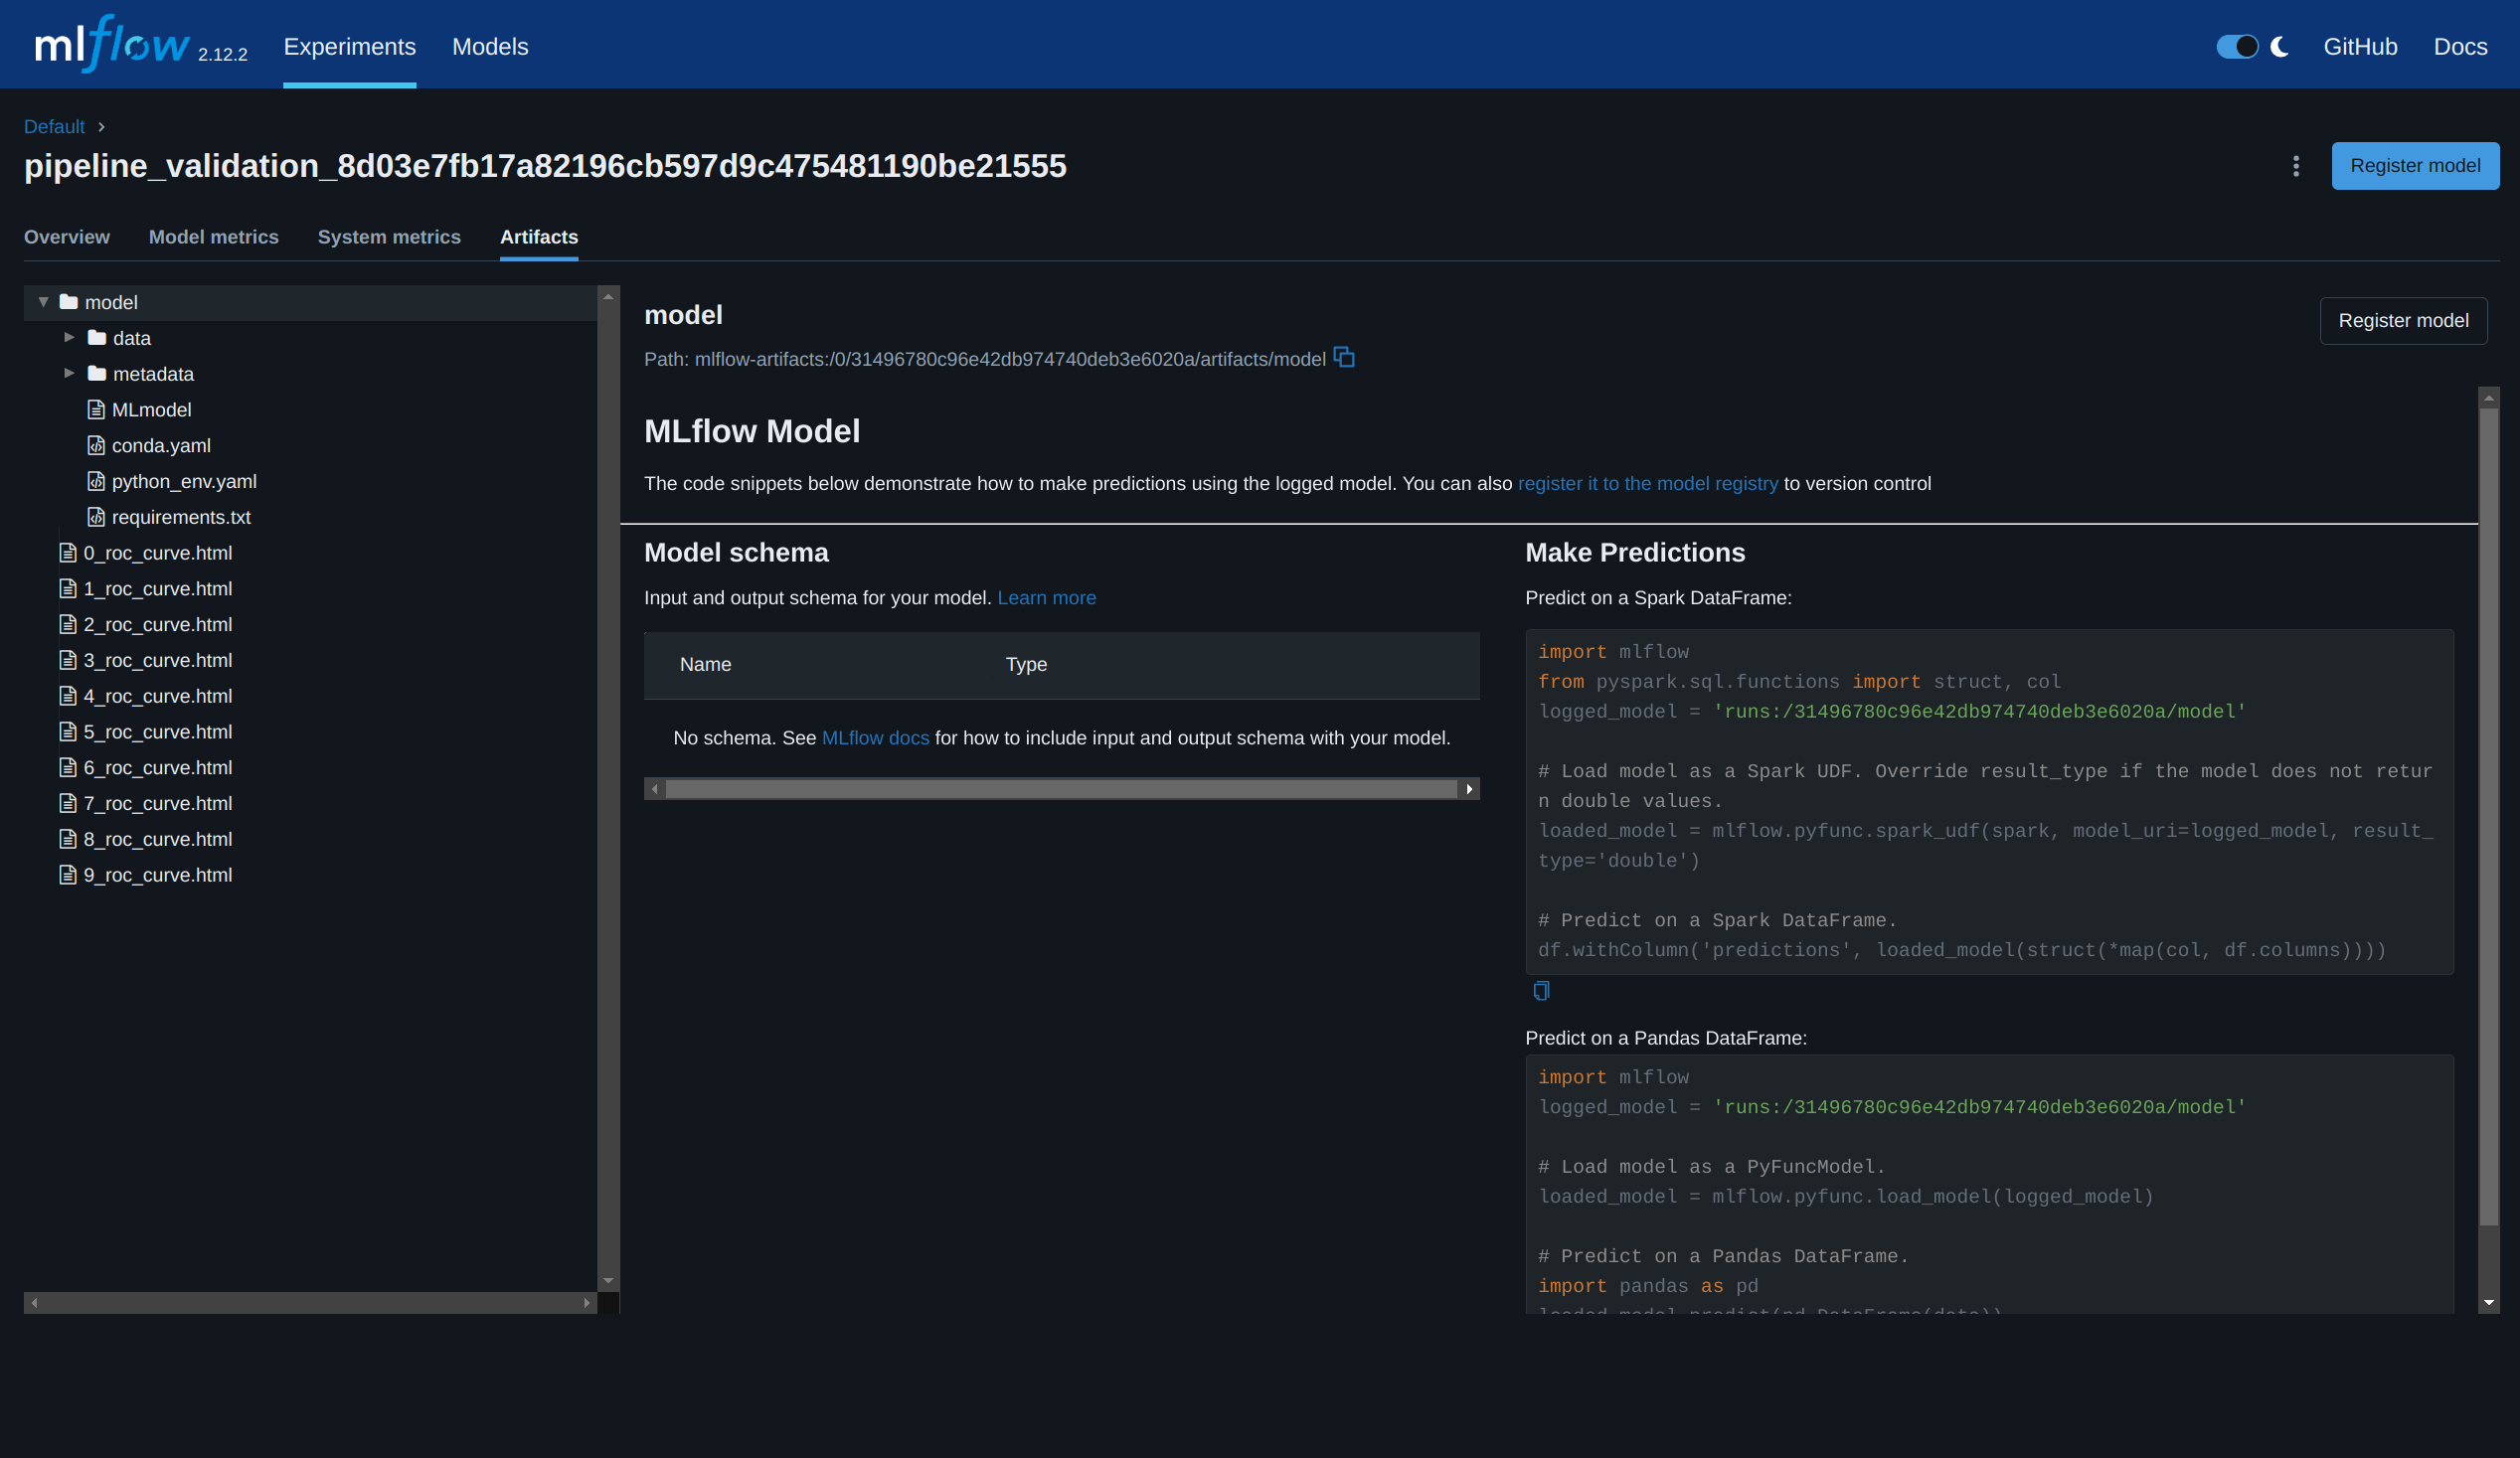 mlflow 2.12.2 Experiments Models GitHub Docs
Default
pipeline_validation_8d03e7fb17a82196cb597d9c475481190be21555
Register model
Overview Model metrics System metrics Artifacts
model
data
metadata
MLmodel
conda.yaml
python_env.yaml
requirements.txt
0_roc_curve.html
1_roc_curve.html
2_roc_curve.html
3_roc_curve.html
4_roc_curve.html
5_roc_curve.html
6_roc_curve.html
7_roc_curve.html
8_roc_curve.html
9_roc_curve.html
model
Register model
Path: mlflow-artifacts:/0/31496780c96e42db974740deb3e6020a/artifacts/model
MLflow Model
The code snippets below demonstrate how to make predictions using the logged model. You can also register it to the model registry to version control
Model schema
Input and output schema for your model. Learn more
Name Type
No schema. See MLflow docs for how to include input and output schema with your model.
Make Predictions
Predict on a Spark DataFrame:
import mlflow
from pyspark.sql.functions import struct, col
logged_model = 'runs:/31496780c96e42db974740deb3e6020a/model'
# Load model as a Spark UDF. Override result_type if the model does not retur
n double values.
loaded_model = mlflow.pyfunc.spark_udf(spark, model_uri=logged_model, result_
type='double')
# Predict on a Spark DataFrame.
df.withColumn('predictions', loaded_model(struct(*map(col, df.columns))))
Predict on a Pandas DataFrame:
import mlflow
logged_model = 'runs:/31496780c96e42db974740deb3e6020a/model'
# Load model as a PyFuncModel.
loaded_model = mlflow.pyfunc.load_model(logged_model)
# Predict on a Pandas DataFrame.
import pandas as pd
loaded_model.predict(pd.DataFrame(data))